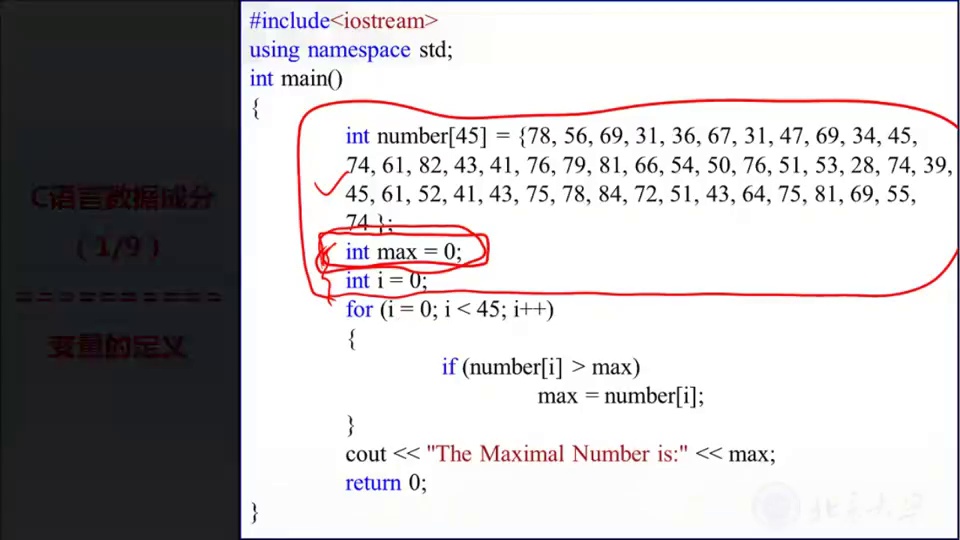 C语言数据成分
（1/9）
==========
变量的定义
#include<iostream>
using namespace std;
int main()
{
int number[45] = {78, 56, 69, 31, 36, 67, 31, 47, 69, 34, 45,
74, 61, 82, 43, 41, 76, 79, 81, 66, 54, 50, 76, 51, 53, 28, 74, 39,
45, 61, 52, 41, 43, 75, 78, 84, 72, 51, 43, 64, 75, 81, 69, 55,
74 };
int max = 0;
int i = 0;
for (i = 0; i < 45; i++)
{
if (number[i] > max)
max = number[i];
}
cout << "The Maximal Number is:" << max;
return 0;
}
北京大学